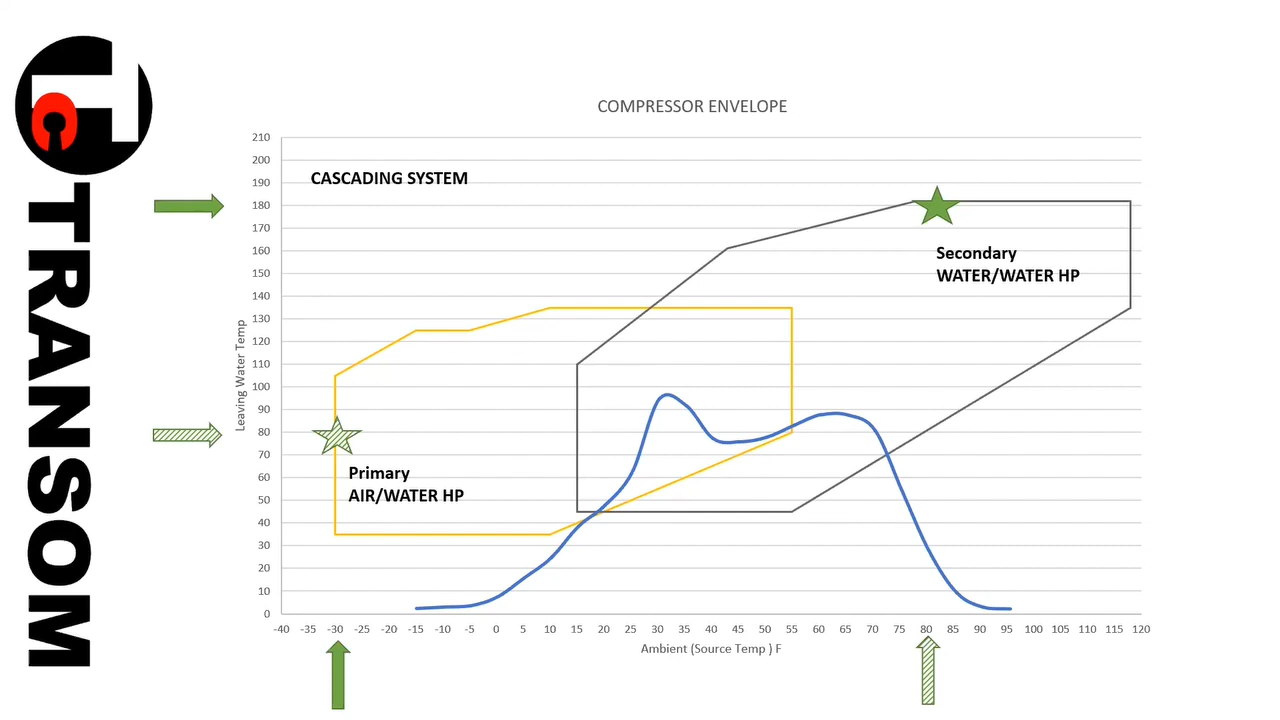 TC
TRANSOM
COMPRESSOR ENVELOPE
CASCADING SYSTEM
Secondary
WATER/WATER HP
Primary
AIR/WATER HP
Leaving Water Temp
210
200
190
180
170
160
150
140
130
120
110
100
90
80
70
60
50
40
30
20
10
0
-40 -35 -30 -25 -20 -15 -10 -5 0 5 10 15 20 25 30 35 40 45 50 55 60 65 70 75 80 85 90 95 100 105 110 115 120
Ambient (Source Temp ) F